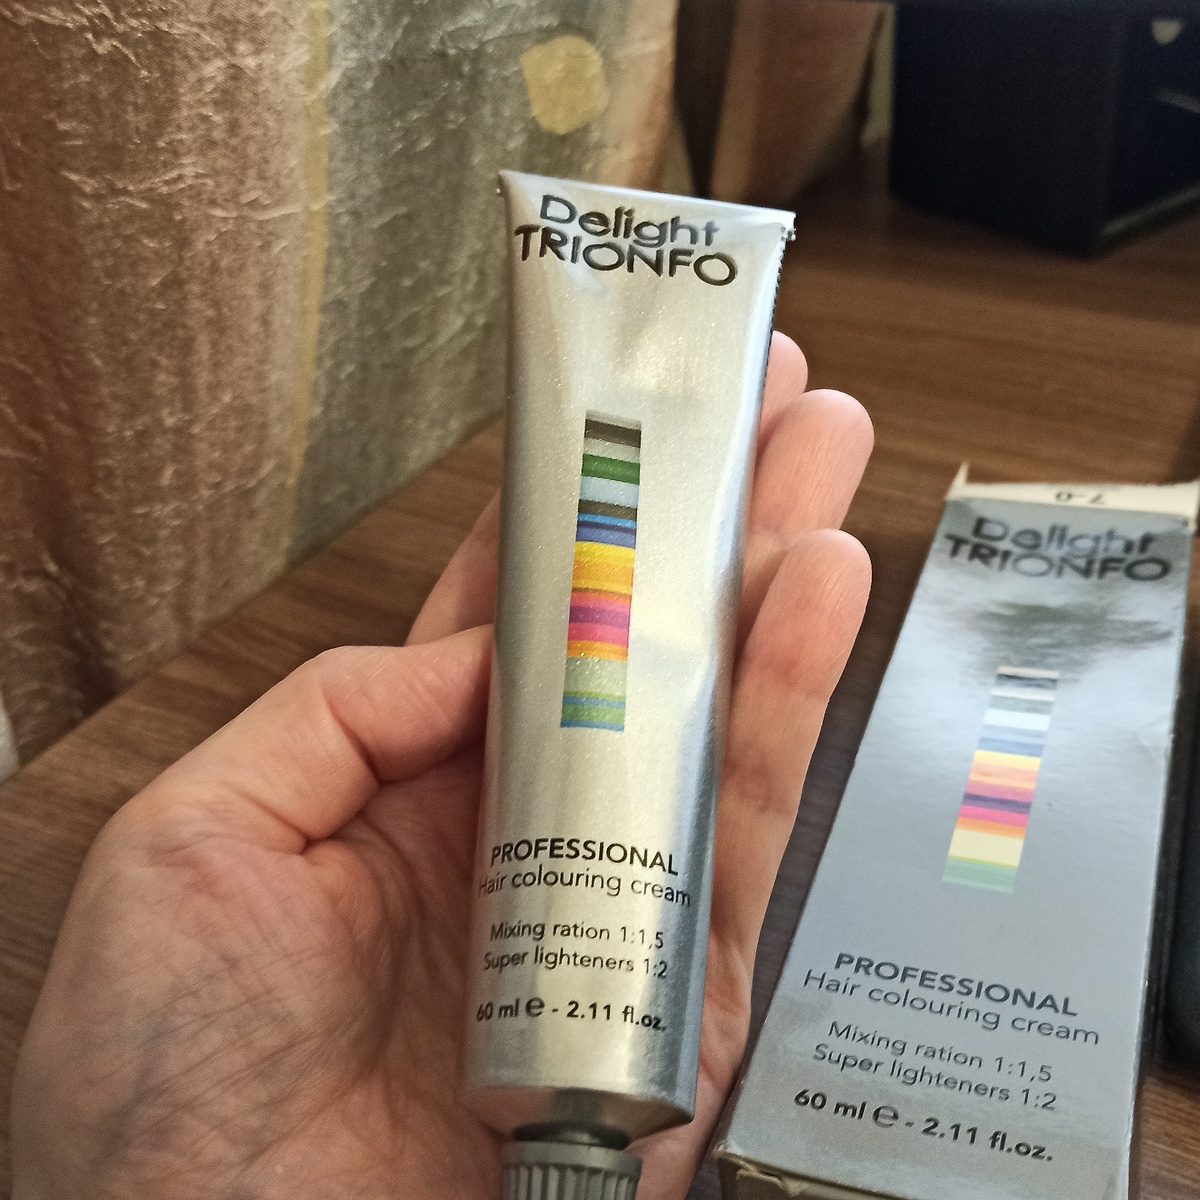 Delight
TRIONFO
PROFESSIONAL
Hair colouring cream
Mixing ration 1:1,5
Super lighteners 1:2
60 ml e - 2.11 fl.oz.
7-0
Delight
TRIONFO
PROFESSIONAL
Hair colouring cream
Mixing ration 1:1,5
Super lighteners 1:2
60 ml e - 2.11 fl.oz.